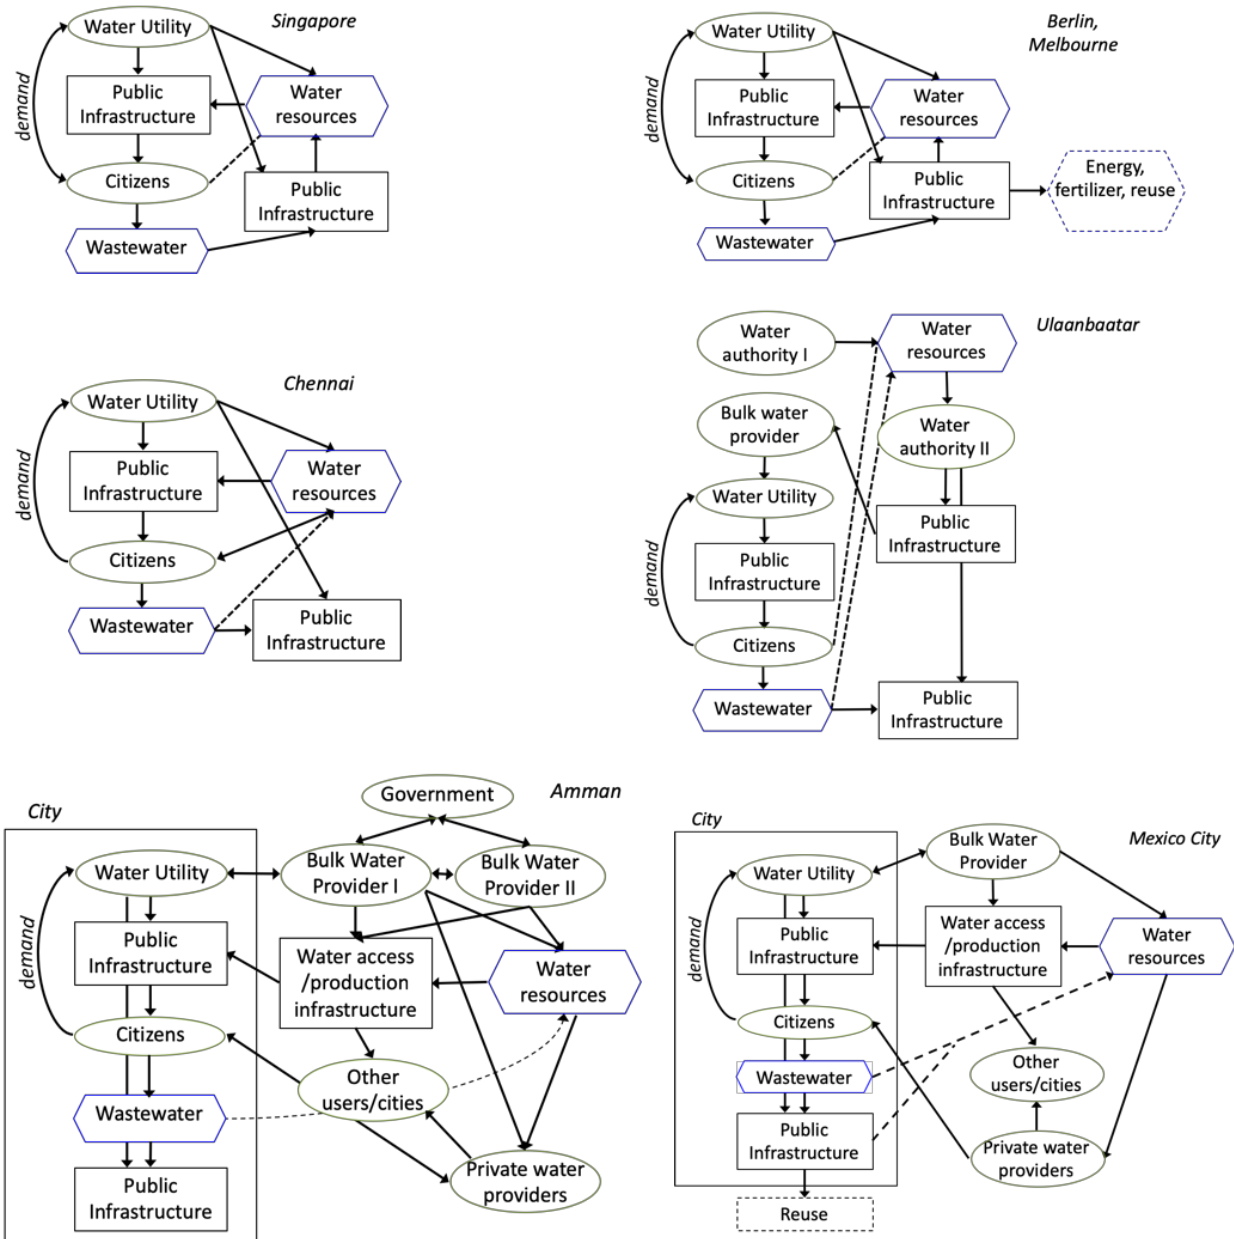 Singapore
Water Utility
demand
Public
Infrastructure
Water
resources
Citizens
Public
Infrastructure
Wastewater
Berlin,
Melbourne
Water Utility
demand
Public
Infrastructure
Water
resources
Citizens
Public
Infrastructure
Energy,
fertilizer, reuse
Wastewater
Chennai
Water Utility
demand
Public
Infrastructure
Water
resources
Citizens
Wastewater
Public
Infrastructure
Ulaanbaatar
Water
authority I
Water
resources
Bulk water
provider
Water
authority II
Water Utility
demand
Public
Infrastructure
Public
Infrastructure
Citizens
Wastewater
Public
Infrastructure
Amman
City
Government
Water Utility
Bulk Water
Provider I
Bulk Water
Provider II
demand
Public
Infrastructure
Water access
/production
infrastructure
Water
resources
Citizens
Other
users/cities
Wastewater
Private water
providers
Public
Infrastructure
City
Mexico City
Bulk Water
Provider
Water Utility
demand
Public
Infrastructure
Water access
/production
infrastructure
Water
resources
Citizens
Wastewater
Other
users/cities
Public
Infrastructure
Private water
providers
Reuse